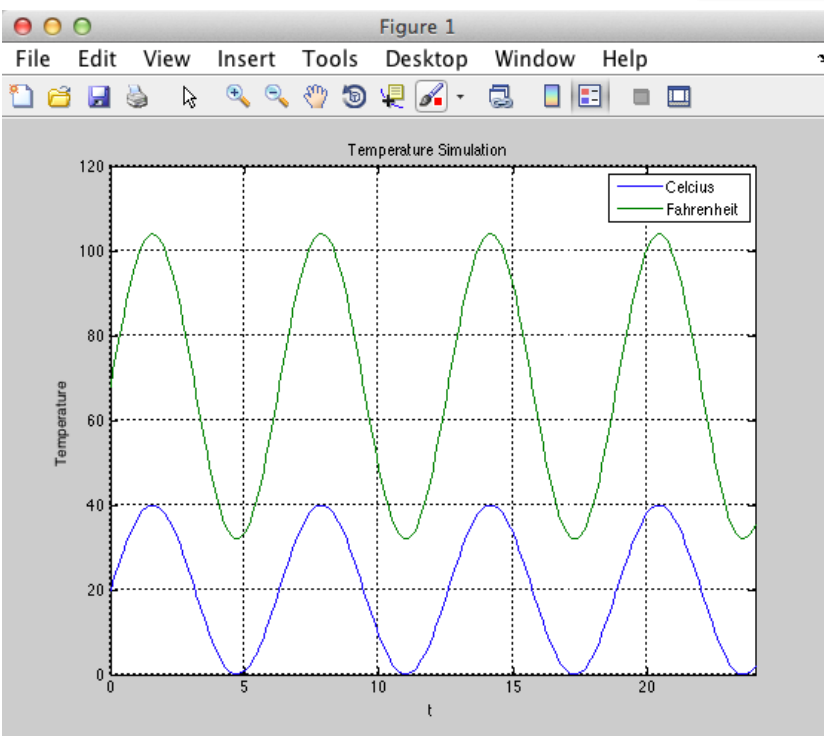 Figure 1
File Edit View Insert Tools Desktop Window Help
Temperature Simulation
120
100
80
60
40
20
0
Temperature
Celcius
Fahrenheit
0 5 10 15 20
t